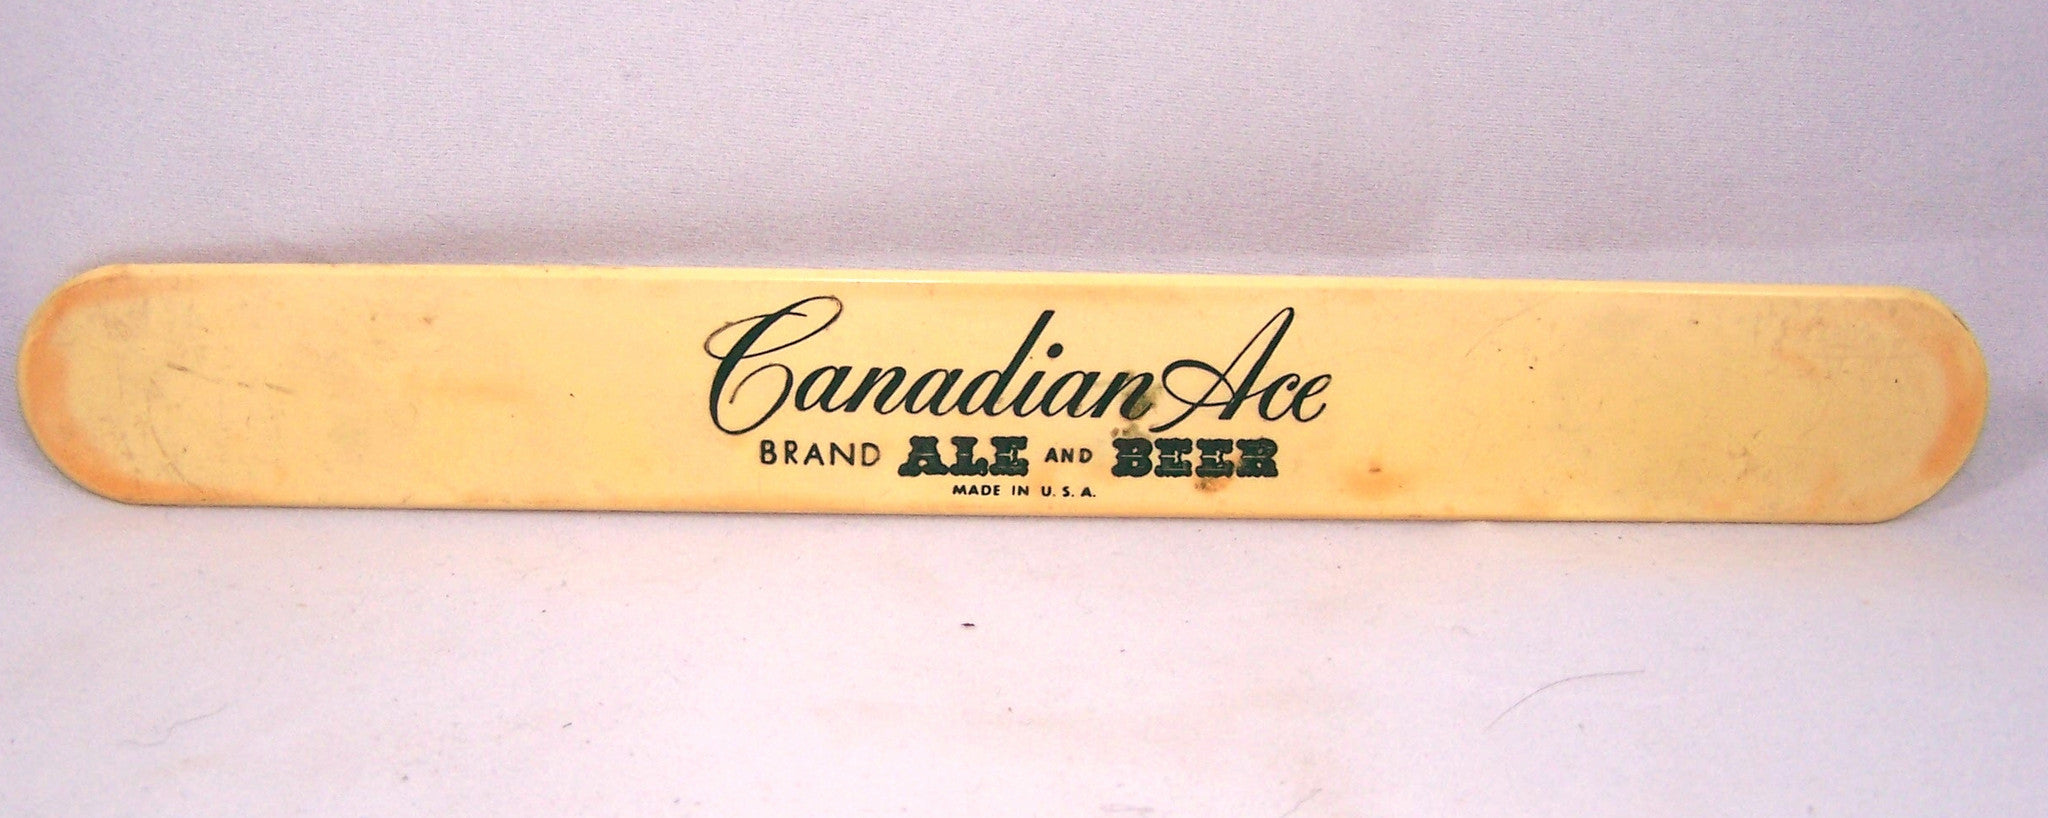 Canadian Ace
BRAND ALE AND BEER
MADE IN U.S.A.